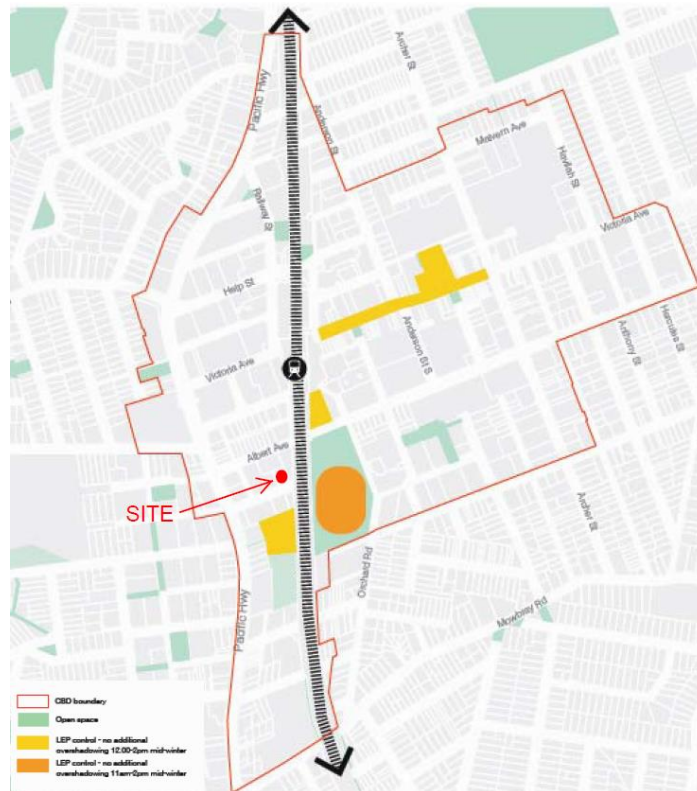 Archer St
Pacific Hwy
Anderson St
Malvern Ave
Havilah St
Railway St
Victoria Ave
Help St
Anderson St S
Hercules St
Anthony St
Victoria Ave
Albert Ave
SITE
Archer St
Orchard Rd
Mowbray Rd
Pacific Hwy
CBD boundary
Open space
LEP control - no additional
overshadowing 12.00-2pm mid-winter
LEP control - no additional
overshadowing 11am-2pm mid-winter